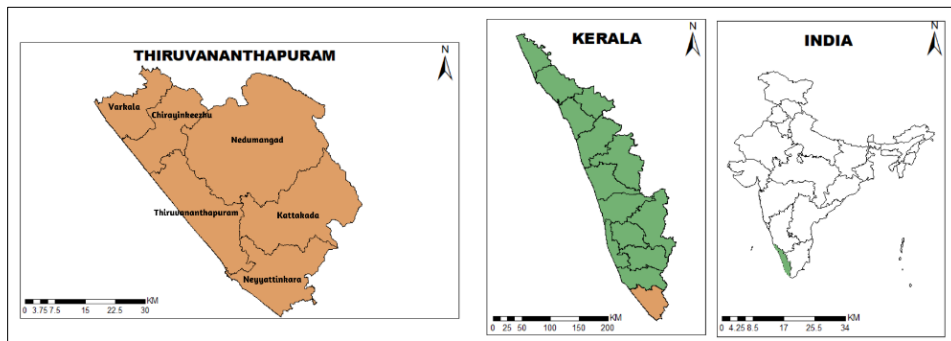 THIRUVANANTHAPURAM
N
Varkala
Chirayinkeezhu
Nedumangad
Thiruvananthapuram
Kattakada
Neyyattinkara
KM
0 3.75 7.5 15 22.5 30
KERALA
N
KM
0 25 50 100 150 200
INDIA
N
KM
0 4.25 8.5 17 25.5 34